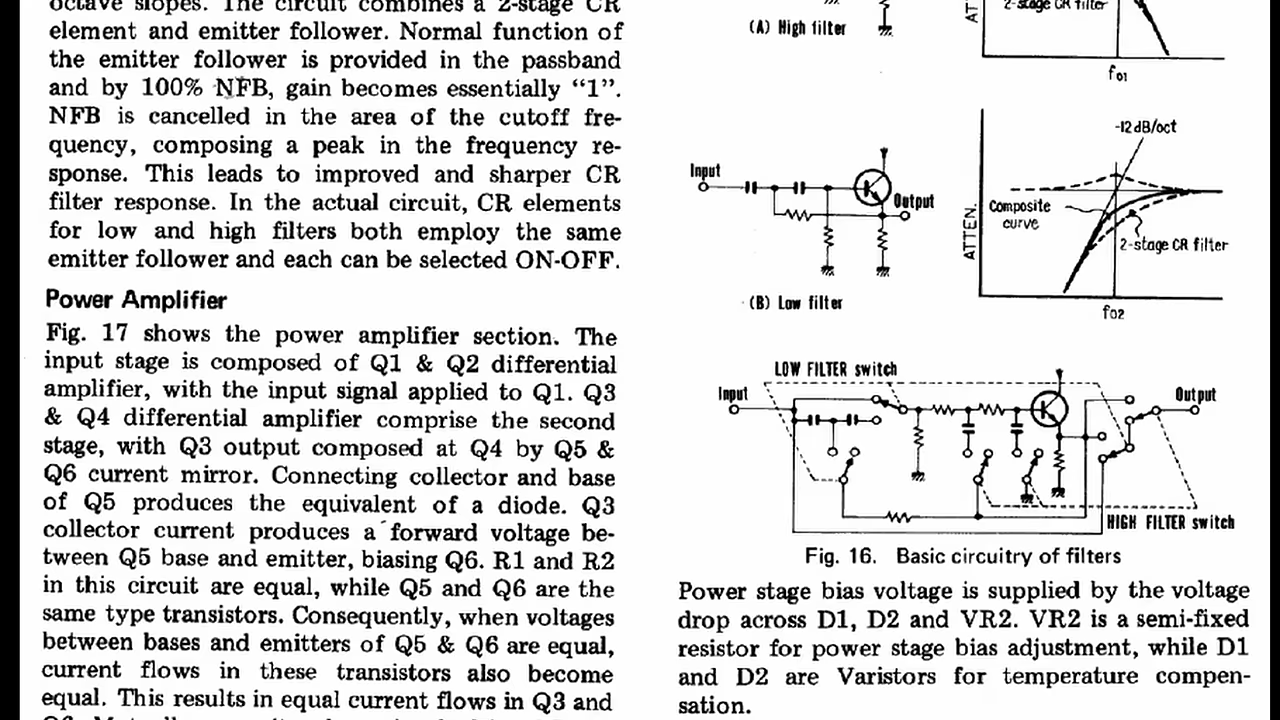 octave slopes. The circuit combines a 2-stage CR
element and emitter follower. Normal function of
the emitter follower is provided in the passband
and by 100% NFB, gain becomes essentially “1”.
NFB is cancelled in the area of the cutoff fre-
quency, composing a peak in the frequency re-
sponse. This leads to improved and sharper CR
filter response. In the actual circuit, CR elements
for low and high filters both employ the same
emitter follower and each can be selected ON-OFF.
Power Amplifier
Fig. 17 shows the power amplifier section. The
input stage is composed of Q1 & Q2 differential
amplifier, with the input signal applied to Q1. Q3
& Q4 differential amplifier comprise the second
stage, with Q3 output composed at Q4 by Q5 &
Q6 current mirror. Connecting collector and base
of Q5 produces the equivalent of a diode. Q3
collector current produces a forward voltage be-
tween Q5 base and emitter, biasing Q6. R1 and R2
in this circuit are equal, while Q5 and Q6 are the
same type transistors. Consequently, when voltages
between bases and emitters of Q5 & Q6 are equal,
current flows in these transistors also become
equal. This results in equal current flows in Q3 and
(A) High filter
2-stage CR filter
f01
Input
Output
(B) Low filter
-12dB/oct
ATTEN.
Composite
curve
2-stage CR filter
f02
LOW FILTER switch
Input
Output
HIGH FILTER switch
Fig. 16. Basic circuitry of filters
Power stage bias voltage is supplied by the voltage
drop across D1, D2 and VR2. VR2 is a semi-fixed
resistor for power stage bias adjustment, while D1
and D2 are Varistors for temperature compen-
sation.